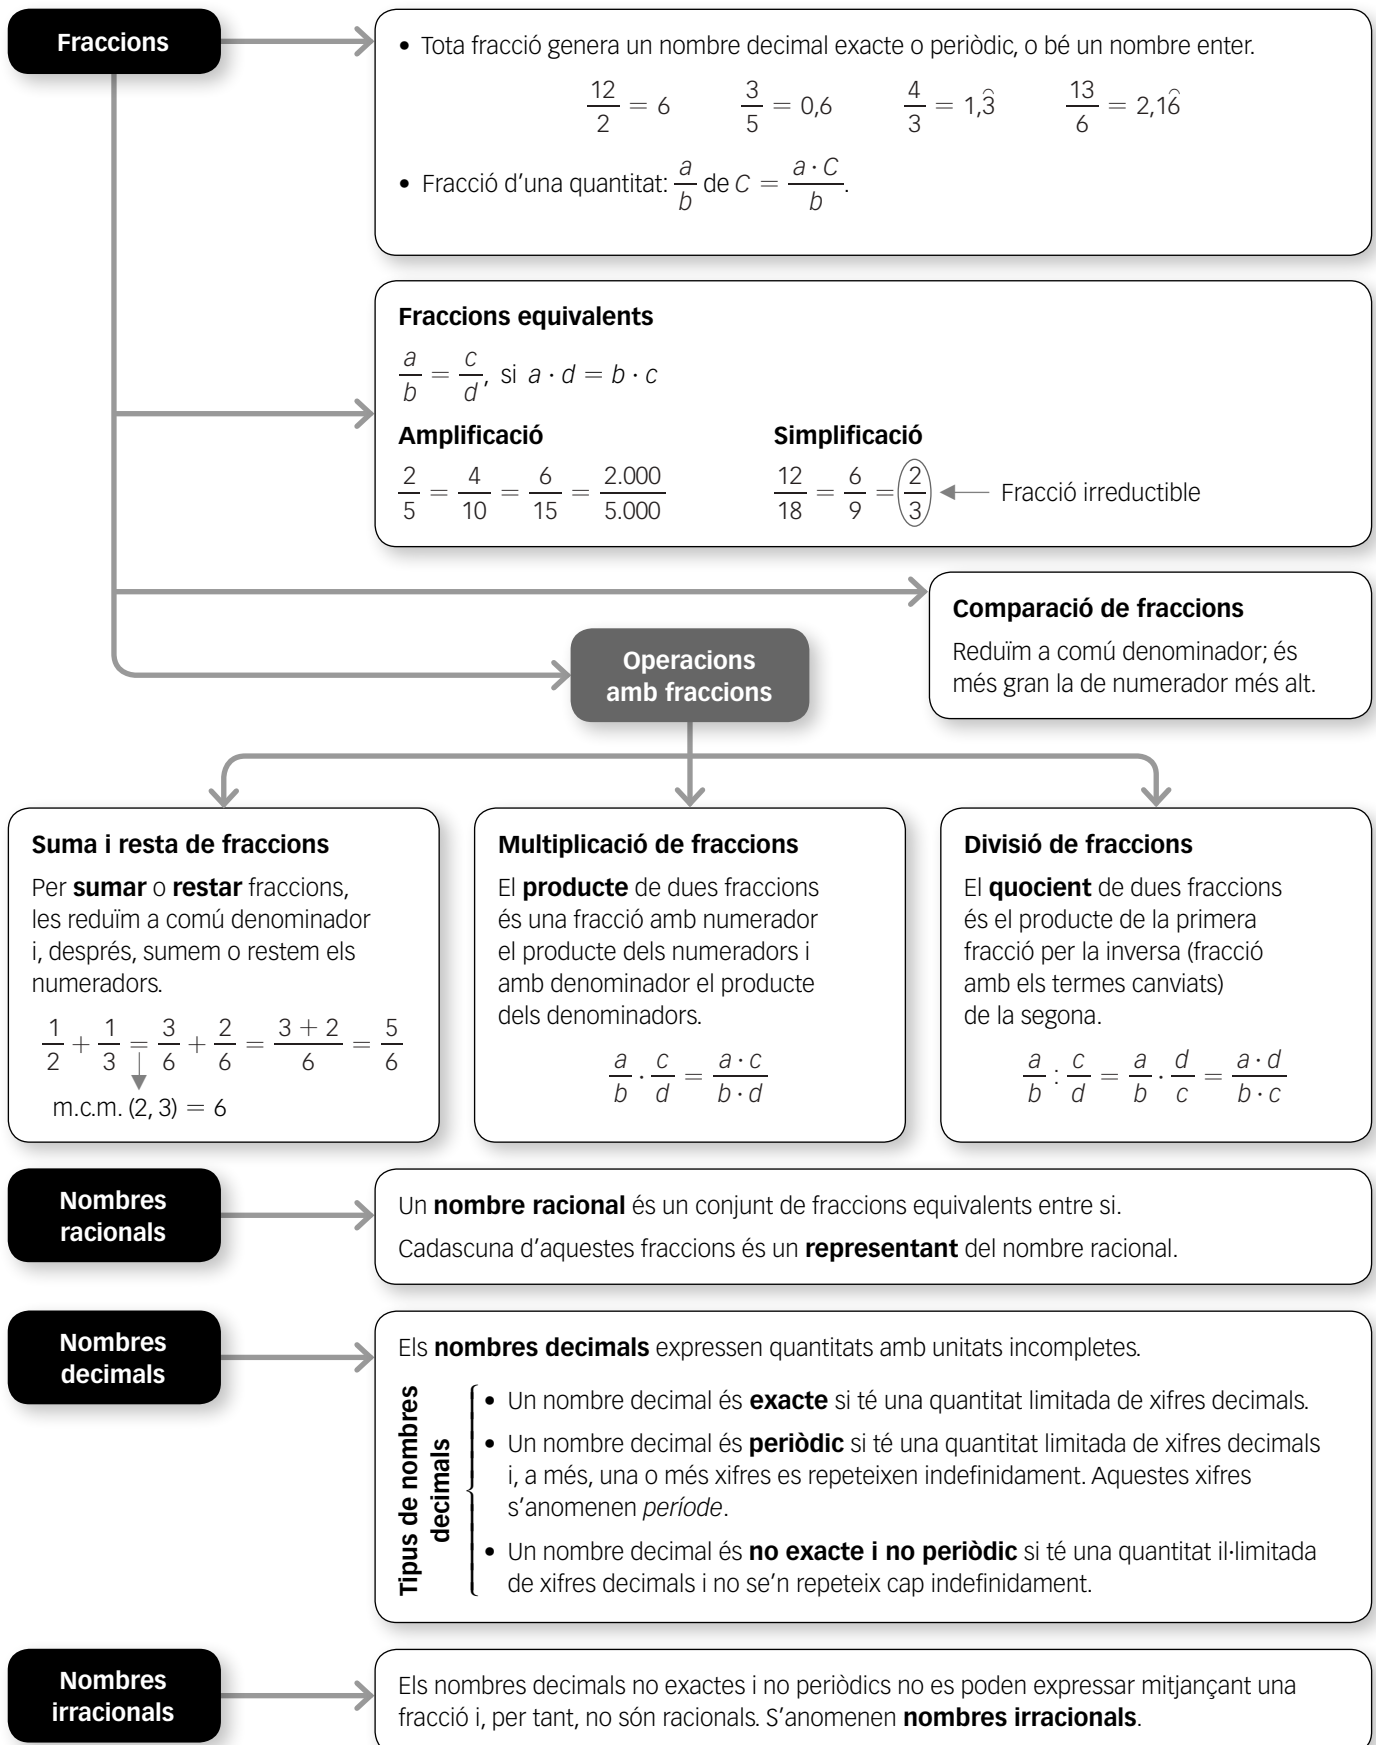 Fraccions
• Tota fracció genera un nombre decimal exacte o periòdic, o bé un nombre enter.
12/2 = 6    3/5 = 0,6    4/3 = 1,3̑    13/6 = 2,16̑
• Fracció d’una quantitat: a/b de C = a · C/b.
Fraccions equivalents
a/b = c/d, si a · d = b · c
Amplificació
2/5 = 4/10 = 6/15 = 2.000/5.000
Simplificació
12/18 = 6/9 = 2/3 Fracció irreductible
Comparació de fraccions
Reduïm a comú denominador; és
més gran la de numerador més alt.
Operacions
amb fraccions
Suma i resta de fraccions
Per sumar o restar fraccions,
les reduïm a comú denominador
i, després, sumem o restem els
numeradors.
1/2 + 1/3 = 3/6 + 2/6 = 3 + 2/6 = 5/6
m.c.m. (2, 3) = 6
Multiplicació de fraccions
El producte de dues fraccions
és una fracció amb numerador
el producte dels numeradors i
amb denominador el producte
dels denominadors.
a/b · c/d = a · c/b · d
Divisió de fraccions
El quocient de dues fraccions
és el producte de la primera
fracció per la inversa (fracció
amb els termes canviats)
de la segona.
a/b : c/d = a/b · d/c = a · d/b · c
Nombres
racionals
Un nombre racional és un conjunt de fraccions equivalents entre si.
Cadascuna d’aquestes fraccions és un representant del nombre racional.
Nombres
decimals
Els nombres decimals expressen quantitats amb unitats incompletes.
Tipus de nombres
decimals
• Un nombre decimal és exacte si té una quantitat limitada de xifres decimals.
• Un nombre decimal és periòdic si té una quantitat limitada de xifres decimals
i, a més, una o més xifres es repeteixen indefinidament. Aquestes xifres
s’anomenen període.
• Un nombre decimal és no exacte i no periòdic si té una quantitat il·limitada
de xifres decimals i no se’n repeteix cap indefinidament.
Nombres
irracionals
Els nombres decimals no exactes i no periòdics no es poden expressar mitjançant una
fracció i, per tant, no són racionals. S’anomenen nombres irracionals.